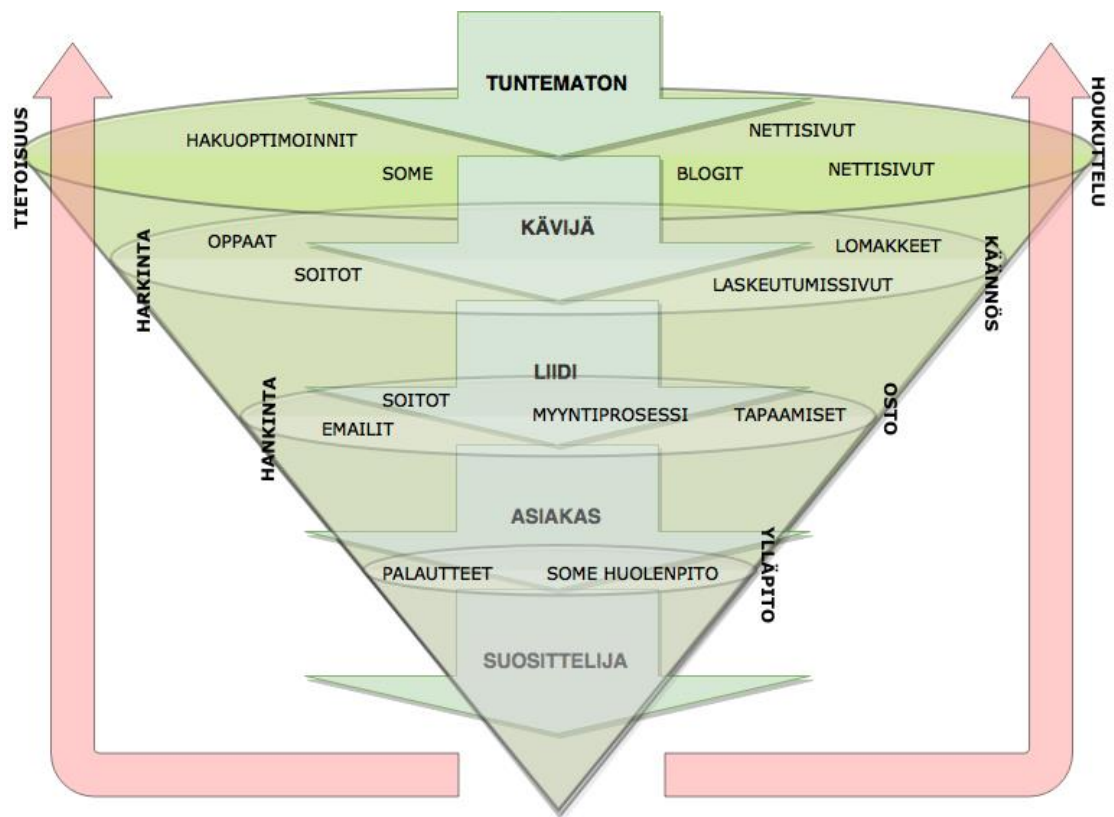 TUNTEMATON
TIETOISUUS
HOUKUTTELU
HAKUOPTIMOINNIT
NETTISIVUT
SOME
BLOGIT
NETTISIVUT
KÄVIJÄ
HARKINTA
KÄÄNNÖS
OPPAAT
LOMAKKEET
SOITOT
LASKEUTUMISSIVUT
LIIDI
HANKINTA
OSTO
SOITOT
MYYNTIPROSESSI
TAPAAMISET
EMAILIT
ASIAKAS
YLLÄPITO
PALAUTTEET
SOME HUOLENPITO
SUOSITTELIJA